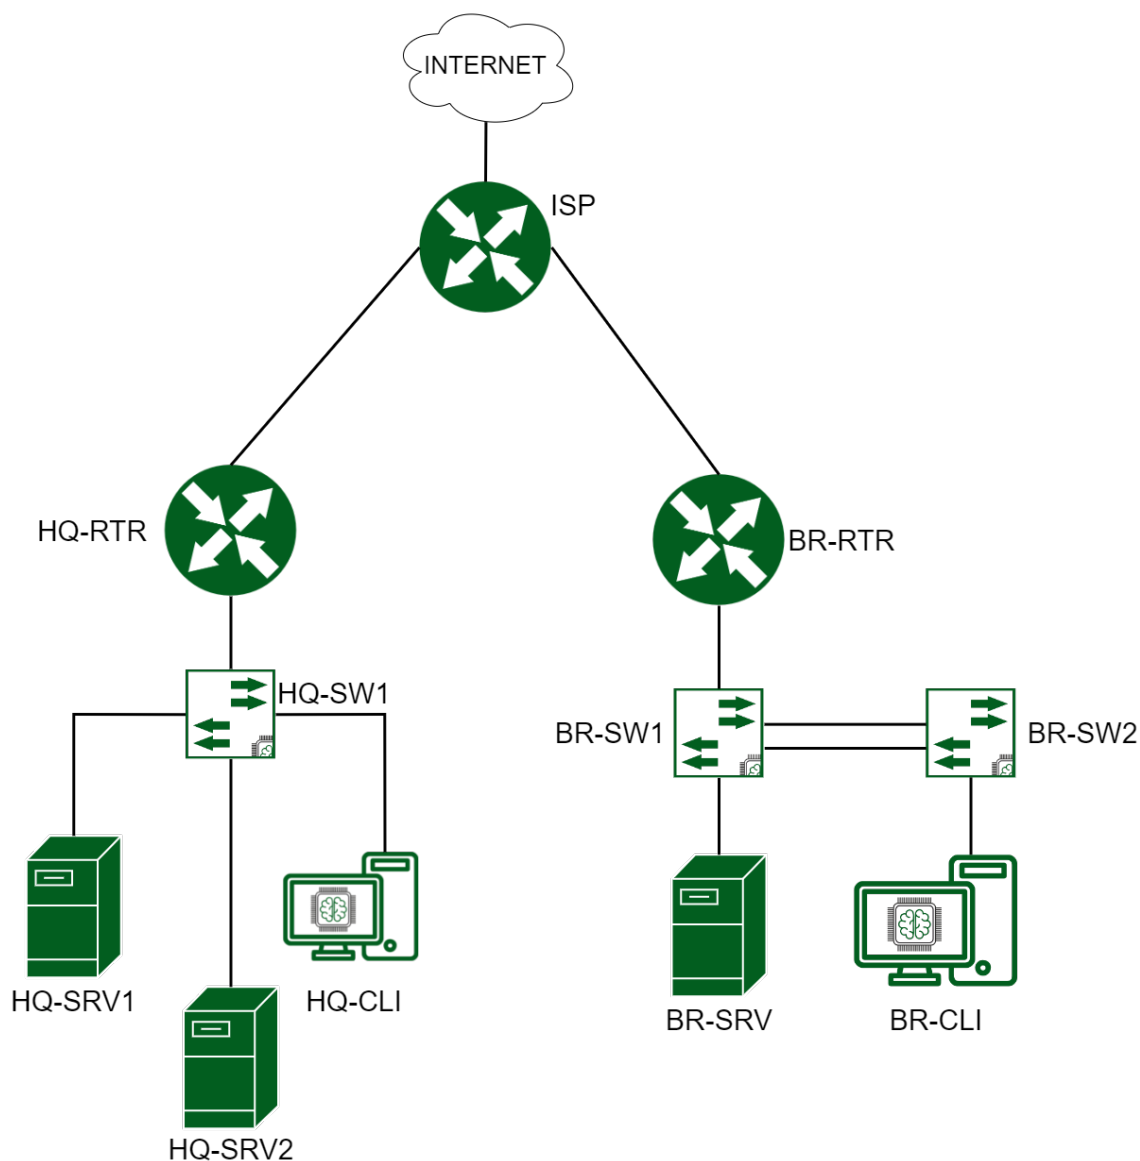 INTERNET
ISP
HQ-RTR
BR-RTR
HQ-SW1
BR-SW1
BR-SW2
HQ-SRV1
HQ-CLI
BR-SRV
BR-CLI
HQ-SRV2